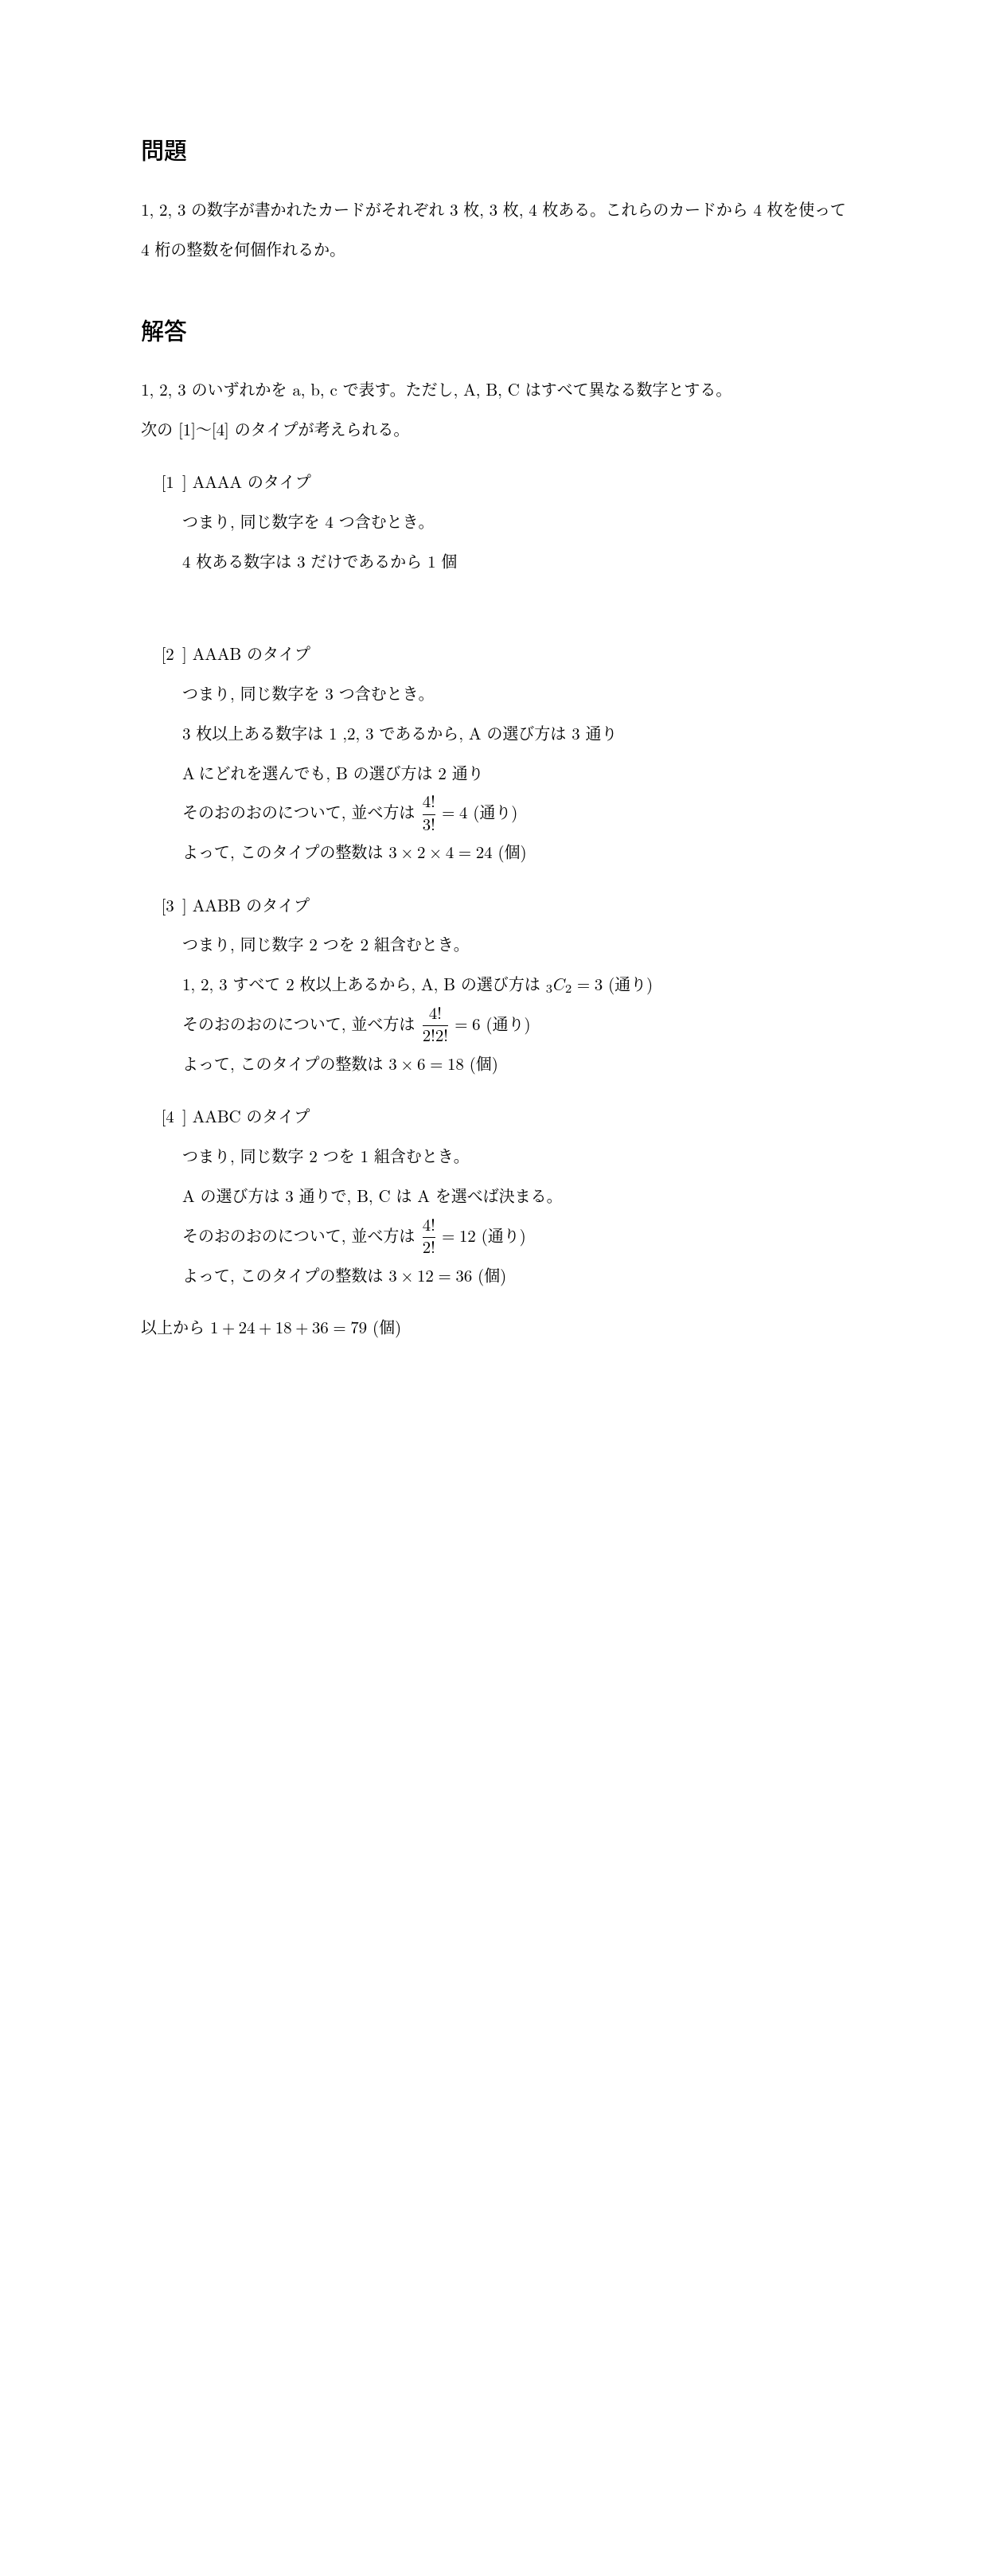 問題
1, 2, 3 の数字が書かれたカードがそれぞれ 3 枚, 3 枚, 4 枚ある。これらのカードから 4 枚を使って
4 桁の整数を何個作れるか。
解答
1, 2, 3 のいずれかを a, b, c で表す。ただし, A, B, C はすべて異なる数字とする。
次の [1]〜[4] のタイプが考えられる。
[1 ] AAAA のタイプ
つまり, 同じ数字を 4 つ含むとき。
4 枚ある数字は 3 だけであるから 1 個
[2 ] AAAB のタイプ
つまり, 同じ数字を 3 つ含むとき。
3 枚以上ある数字は 1 ,2, 3 であるから, A の選び方は 3 通り
A にどれを選んでも, B の選び方は 2 通り
そのおのおのについて, 並べ方は $\frac{4!}{3!} = 4$ (通り)
よって, このタイプの整数は 3 × 2 × 4 = 24 (個)
[3 ] AABB のタイプ
つまり, 同じ数字 2 つを 2 組含むとき。
1, 2, 3 すべて 2 枚以上あるから, A, B の選び方は ${}_3C_2 = 3$ (通り)
そのおのおのについて, 並べ方は $\frac{4!}{2!2!} = 6$ (通り)
よって, このタイプの整数は 3 × 6 = 18 (個)
[4 ] AABC のタイプ
つまり, 同じ数字 2 つを 1 組含むとき。
A の選び方は 3 通りで, B, C は A を選べば決まる。
そのおのおのについて, 並べ方は $\frac{4!}{2!} = 12$ (通り)
よって, このタイプの整数は 3 × 12 = 36 (個)
以上から 1 + 24 + 18 + 36 = 79 (個)